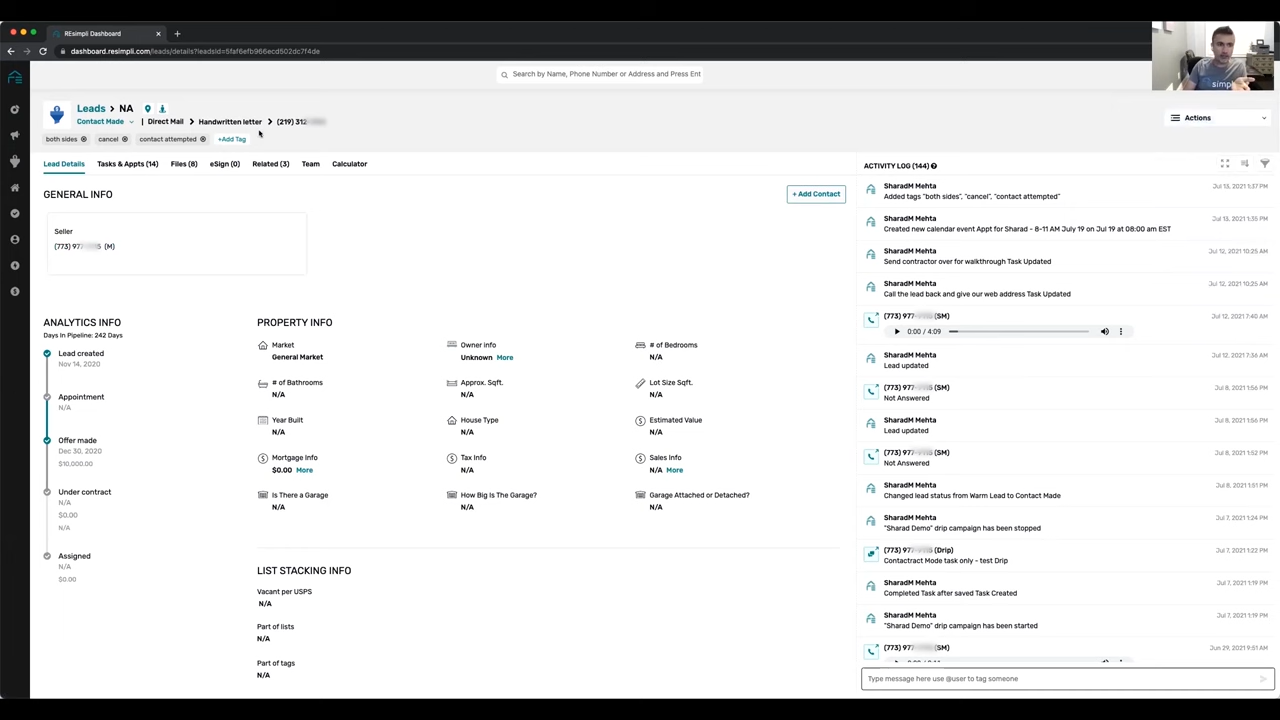 REsimpli Dashboard
dashboard.resimpli.com/leads/details?leadsId=5faf6efb966ecd502dc7f4de
Search by Name, Phone Number or Address and Press Ent
Leads > NA
Contact Made | Direct Mail > Handwritten letter > (219) 312
Actions
both sides cancel contact attempted +Add Tag
Lead Details Tasks & Appts (14) Files (8) eSign (0) Related (3) Team Calculator
GENERAL INFO
+ Add Contact
Seller
(773) 97 (M)
ANALYTICS INFO
Days In Pipeline: 242 Days
Lead created
Nov 14, 2020
Appointment
N/A
Offer made
Dec 30, 2020
$10,000.00
Under contract
N/A
$0.00
N/A
Assigned
N/A
$0.00
PROPERTY INFO
Market
General Market
Owner info
Unknown More
# of Bedrooms
N/A
# of Bathrooms
N/A
Approx. Sqft.
N/A
Lot Size Sqft.
N/A
Year Built
N/A
House Type
N/A
Estimated Value
N/A
Mortgage Info
$0.00 More
Tax Info
N/A
Sales Info
N/A More
Is There a Garage
N/A
How Big Is The Garage?
N/A
Garage Attached or Detached?
N/A
LIST STACKING INFO
Vacant per USPS
N/A
Part of lists
N/A
Part of tags
N/A
ACTIVITY LOG (144)
SharadM Mehta Jul 13, 2021 1:37 PM
Added tags "both sides", "cancel", "contact attempted"
SharadM Mehta Jul 13, 2021 1:35 PM
Created new calendar event Appt for Sharad - 8-11 AM July 19 on Jul 19 at 08:00 am EST
SharadM Mehta Jul 12, 2021 10:25 AM
Send contractor over for walkthrough Task Updated
SharadM Mehta Jul 12, 2021 10:25 AM
Call the lead back and give our web address Task Updated
(773) 977 (SM) Jul 12, 2021 7:40 AM
0:00 / 4:09
SharadM Mehta Jul 12, 2021 7:36 AM
Lead updated
(773) 977 (SM) Jul 8, 2021 1:56 PM
Not Answered
SharadM Mehta Jul 8, 2021 1:56 PM
Lead updated
(773) 977 (SM) Jul 8, 2021 1:52 PM
Not Answered
SharadM Mehta Jul 8, 2021 1:51 PM
Changed lead status from Warm Lead to Contact Made
SharadM Mehta Jul 7, 2021 1:24 PM
"Sharad Demo" drip campaign has been stopped
(773) 977 (Drip) Jul 7, 2021 1:22 PM
Contactract Mode task only - test Drip
SharadM Mehta Jul 7, 2021 1:19 PM
Completed Task after saved Task Created
SharadM Mehta Jul 7, 2021 1:19 PM
"Sharad Demo" drip campaign has been started
(773) 977 (SM) Jun 29, 2021 9:51 AM
Type message here use @user to tag someone